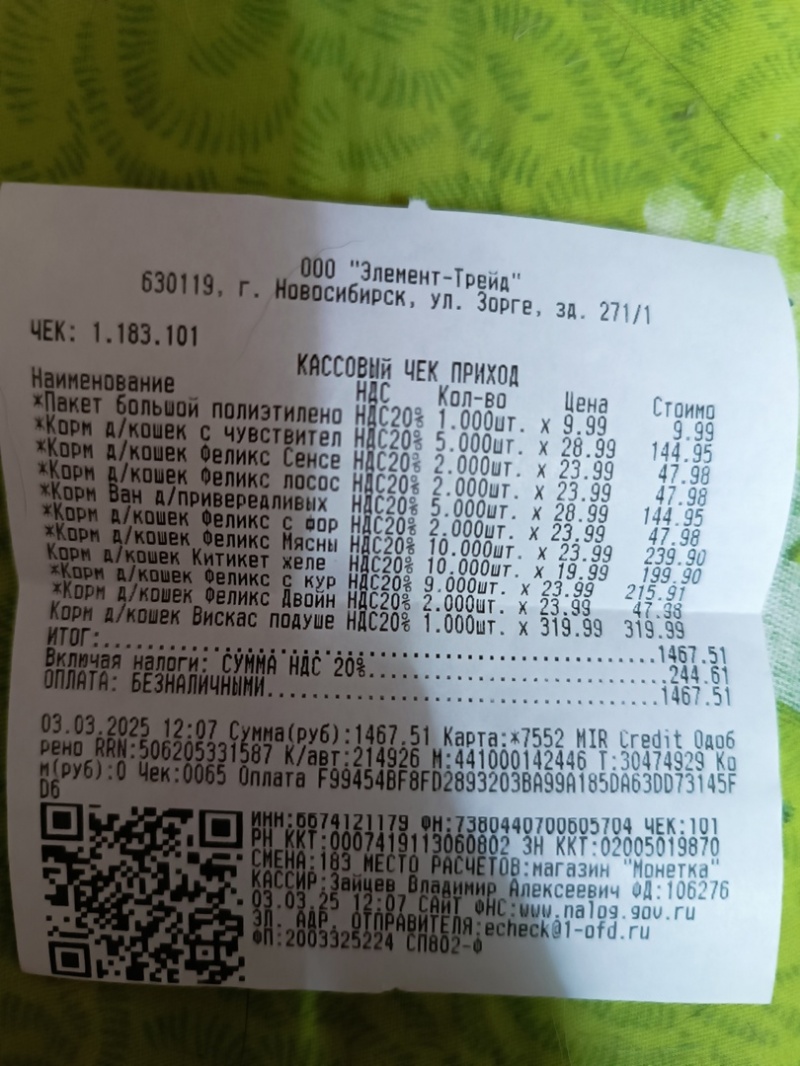 ООО "Элемент-Трейд"
630119, г. Новосибирск, ул. Зорге, зд. 271/1
ЧЕК: 1.183.101
КАССОВЫЙ ЧЕК ПРИХОД
Наименование НДС Кол-во Цена Стоимо
*Пакет большой полиэтилено НДС20% 1.000шт. x 9.99 9.99
*Корм д/кошек с чувствител НДС20% 5.000шт. x 28.99 144.95
*Корм д/кошек Феликс Сенсе НДС20% 2.000шт. x 23.99 47.98
*Корм д/кошек Феликс лосос НДС20% 2.000шт. x 23.99 47.98
*Корм Ван д/привередливых НДС20% 5.000шт. x 28.99 144.95
*Корм д/кошек Феликс с фор НДС20% 2.000шт. x 23.99 47.98
*Корм д/кошек Феликс Мясны НДС20% 10.000шт. x 23.99 239.90
Корм д/кошек Китикет желе НДС20% 10.000шт. x 19.99 199.90
*Корм д/кошек Феликс с кур НДС20% 9.000шт. x 23.99 215.91
*Корм д/кошек Феликс Двойн НДС20% 2.000шт. x 23.99 47.98
Корм д/кошек Вискас подуше НДС20% 1.000шт. x 319.99 319.99
ИТОГ:..........1467.51
Включая налоги: СУММА НДС 20%..........244.61
ОПЛАТА: БЕЗНАЛИЧНЫМИ..........1467.51
03.03.2025 12:07 Сумма(руб):1467.51 Карта:*7552 MIR Credit Одоб
рено RRN:506205331587 К/авт:214926 М:441000142446 Т:30474929 Ко
м(руб):0 Чек:0065 Оплата F99454BF8FD2893203BA99A185DA63DD73145F
D6
ИНН:6674121179 ФН:7380440700605704 ЧЕК:101
РН ККТ:0007419113060802 ЗН ККТ:02005019870
СМЕНА:183 МЕСТО РАСЧЕТОВ:магазин "Монетка"
КАССИР:Зайцев Владимир Алексеевич ФД:106276
03.03.25 12:07 САЙТ ФНС:www.nalog.gov.ru
ЭЛ. АДР. ОТПРАВИТЕЛЯ:echeck@1-ofd.ru
ФП:2003325224 СП802-Ф